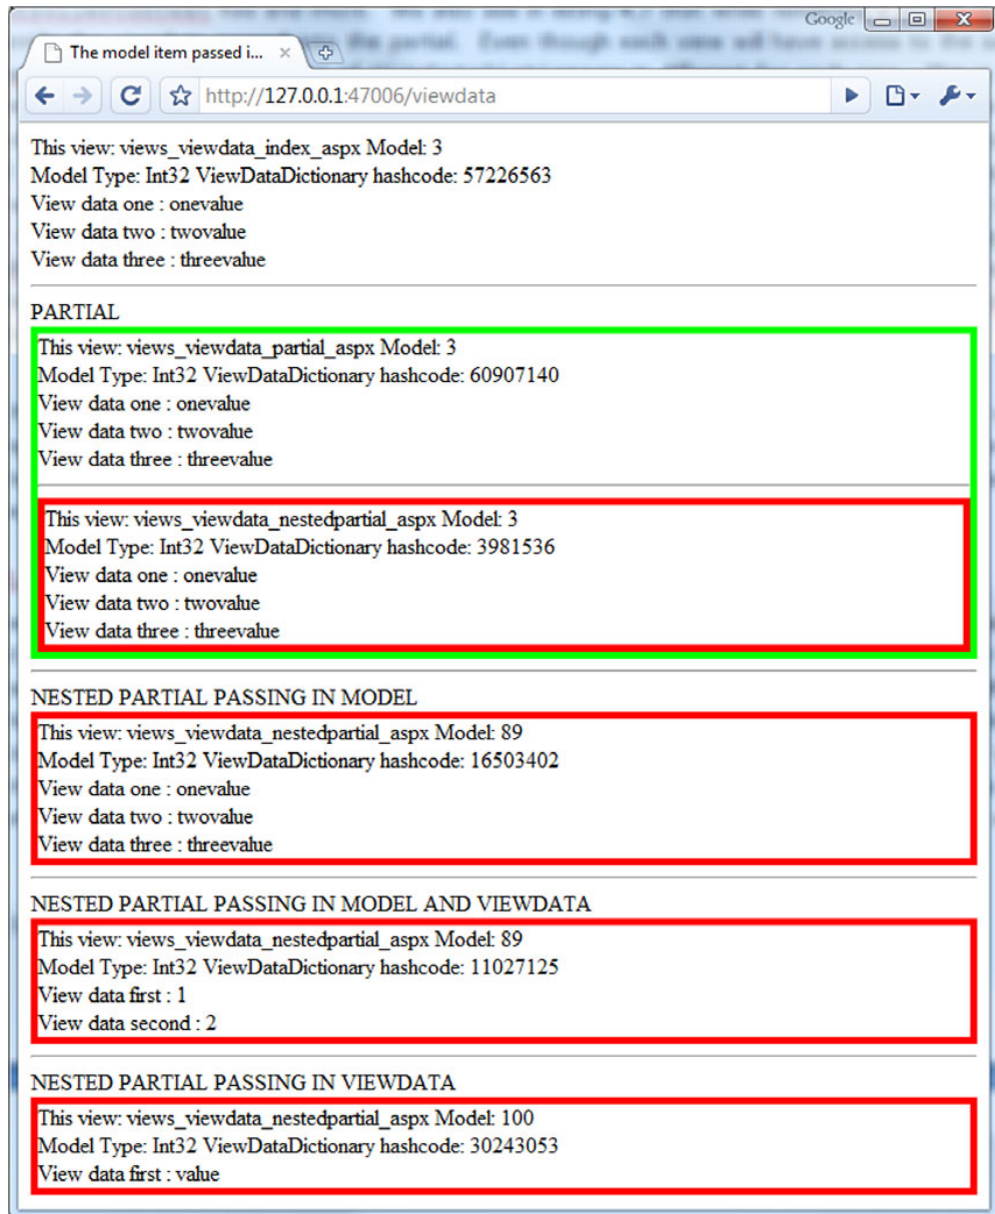 Google
The model item passed i...
http://127.0.0.1:47006/viewdata
This view: views_viewdata_index_aspx Model: 3
Model Type: Int32 ViewDataDictionary hashcode: 57226563
View data one : onevalue
View data two : twovalue
View data three : threevalue
PARTIAL
This view: views_viewdata_partial_aspx Model: 3
Model Type: Int32 ViewDataDictionary hashcode: 60907140
View data one : onevalue
View data two : twovalue
View data three : threevalue
This view: views_viewdata_nestedpartial_aspx Model: 3
Model Type: Int32 ViewDataDictionary hashcode: 3981536
View data one : onevalue
View data two : twovalue
View data three : threevalue
NESTED PARTIAL PASSING IN MODEL
This view: views_viewdata_nestedpartial_aspx Model: 89
Model Type: Int32 ViewDataDictionary hashcode: 16503402
View data one : onevalue
View data two : twovalue
View data three : threevalue
NESTED PARTIAL PASSING IN MODEL AND VIEWDATA
This view: views_viewdata_nestedpartial_aspx Model: 89
Model Type: Int32 ViewDataDictionary hashcode: 11027125
View data first : 1
View data second : 2
NESTED PARTIAL PASSING IN VIEWDATA
This view: views_viewdata_nestedpartial_aspx Model: 100
Model Type: Int32 ViewDataDictionary hashcode: 30243053
View data first : value